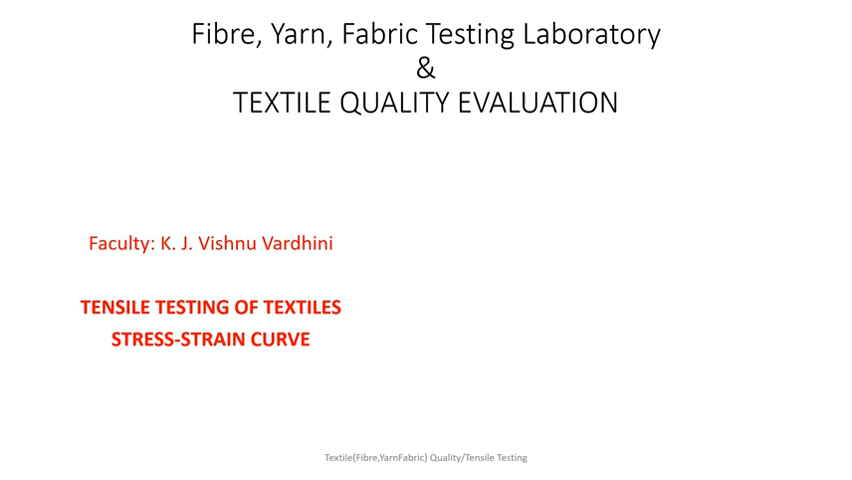 Fibre, Yarn, Fabric Testing Laboratory
&
TEXTILE QUALITY EVALUATION
Faculty: K. J. Vishnu Vardhini
TENSILE TESTING OF TEXTILES
STRESS-STRAIN CURVE
Textile(Fibre,YarnFabric) Quality/Tensile Testing